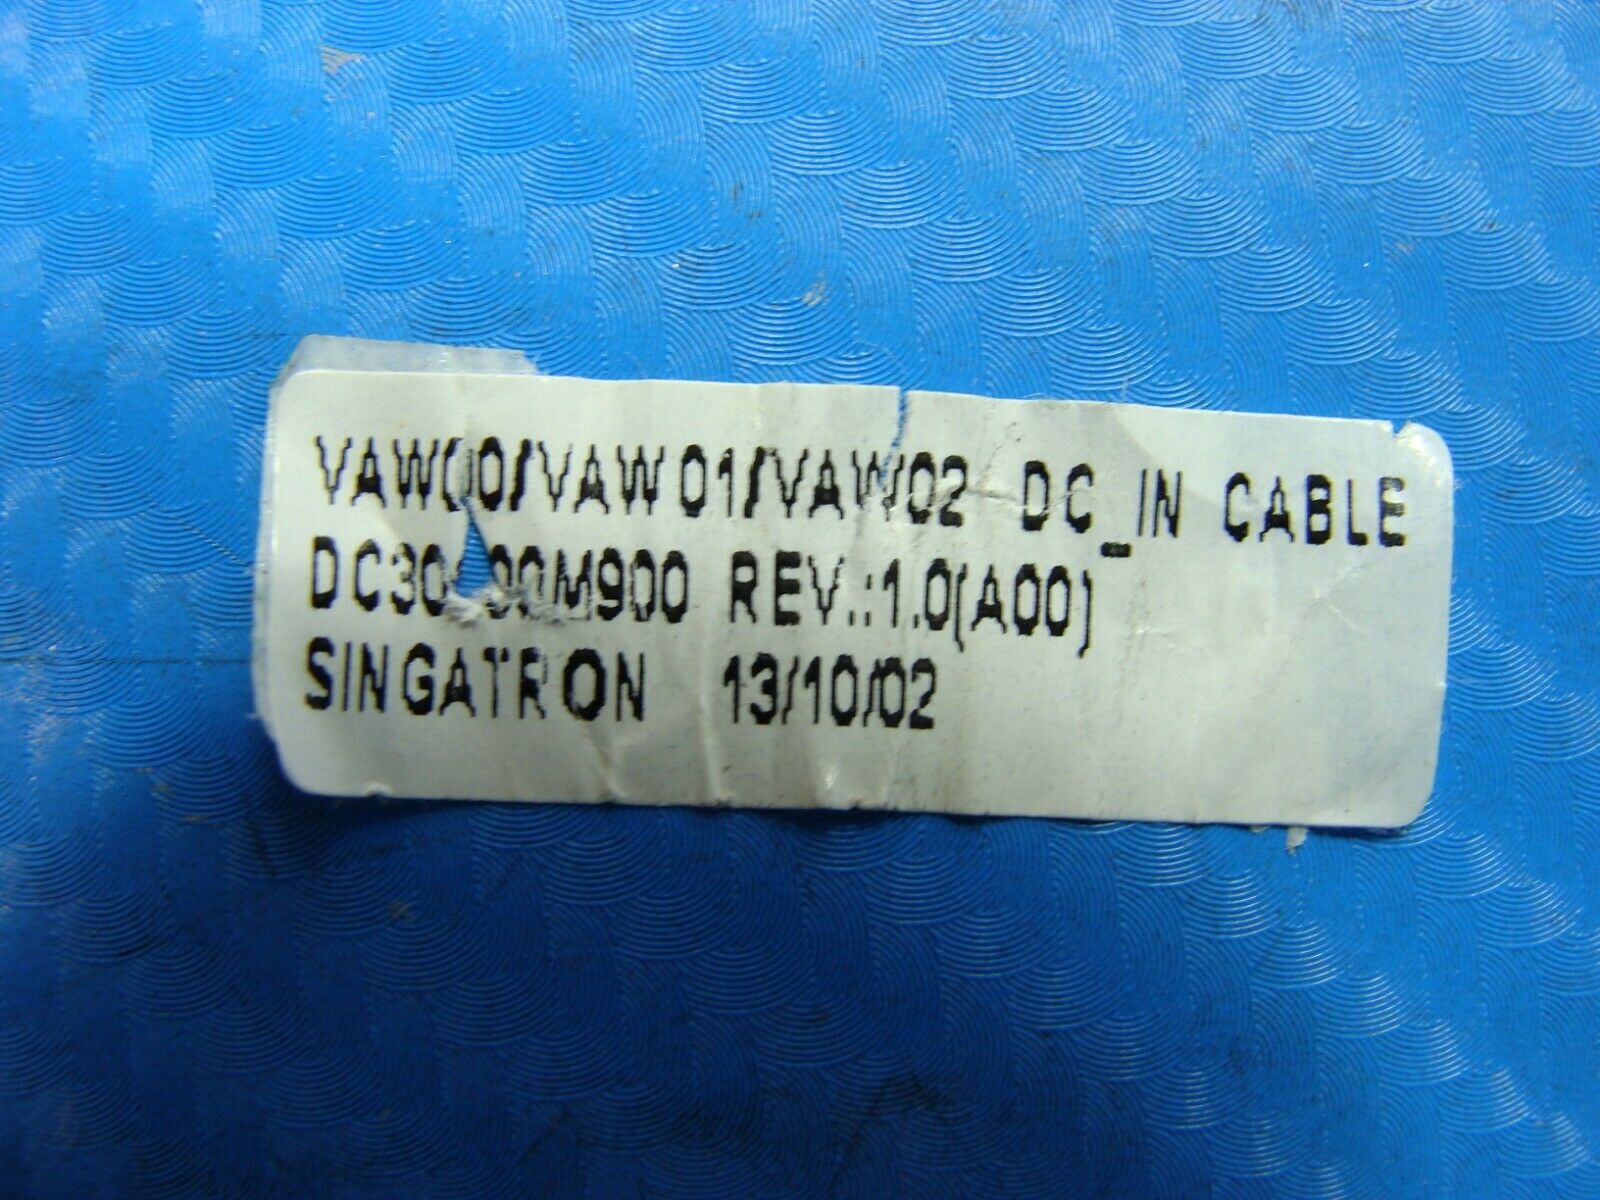 VAW00/VAW01/VAW02 DC_IN CABLE
REV.:1.0(A00)
SINGATRON 13/10/02